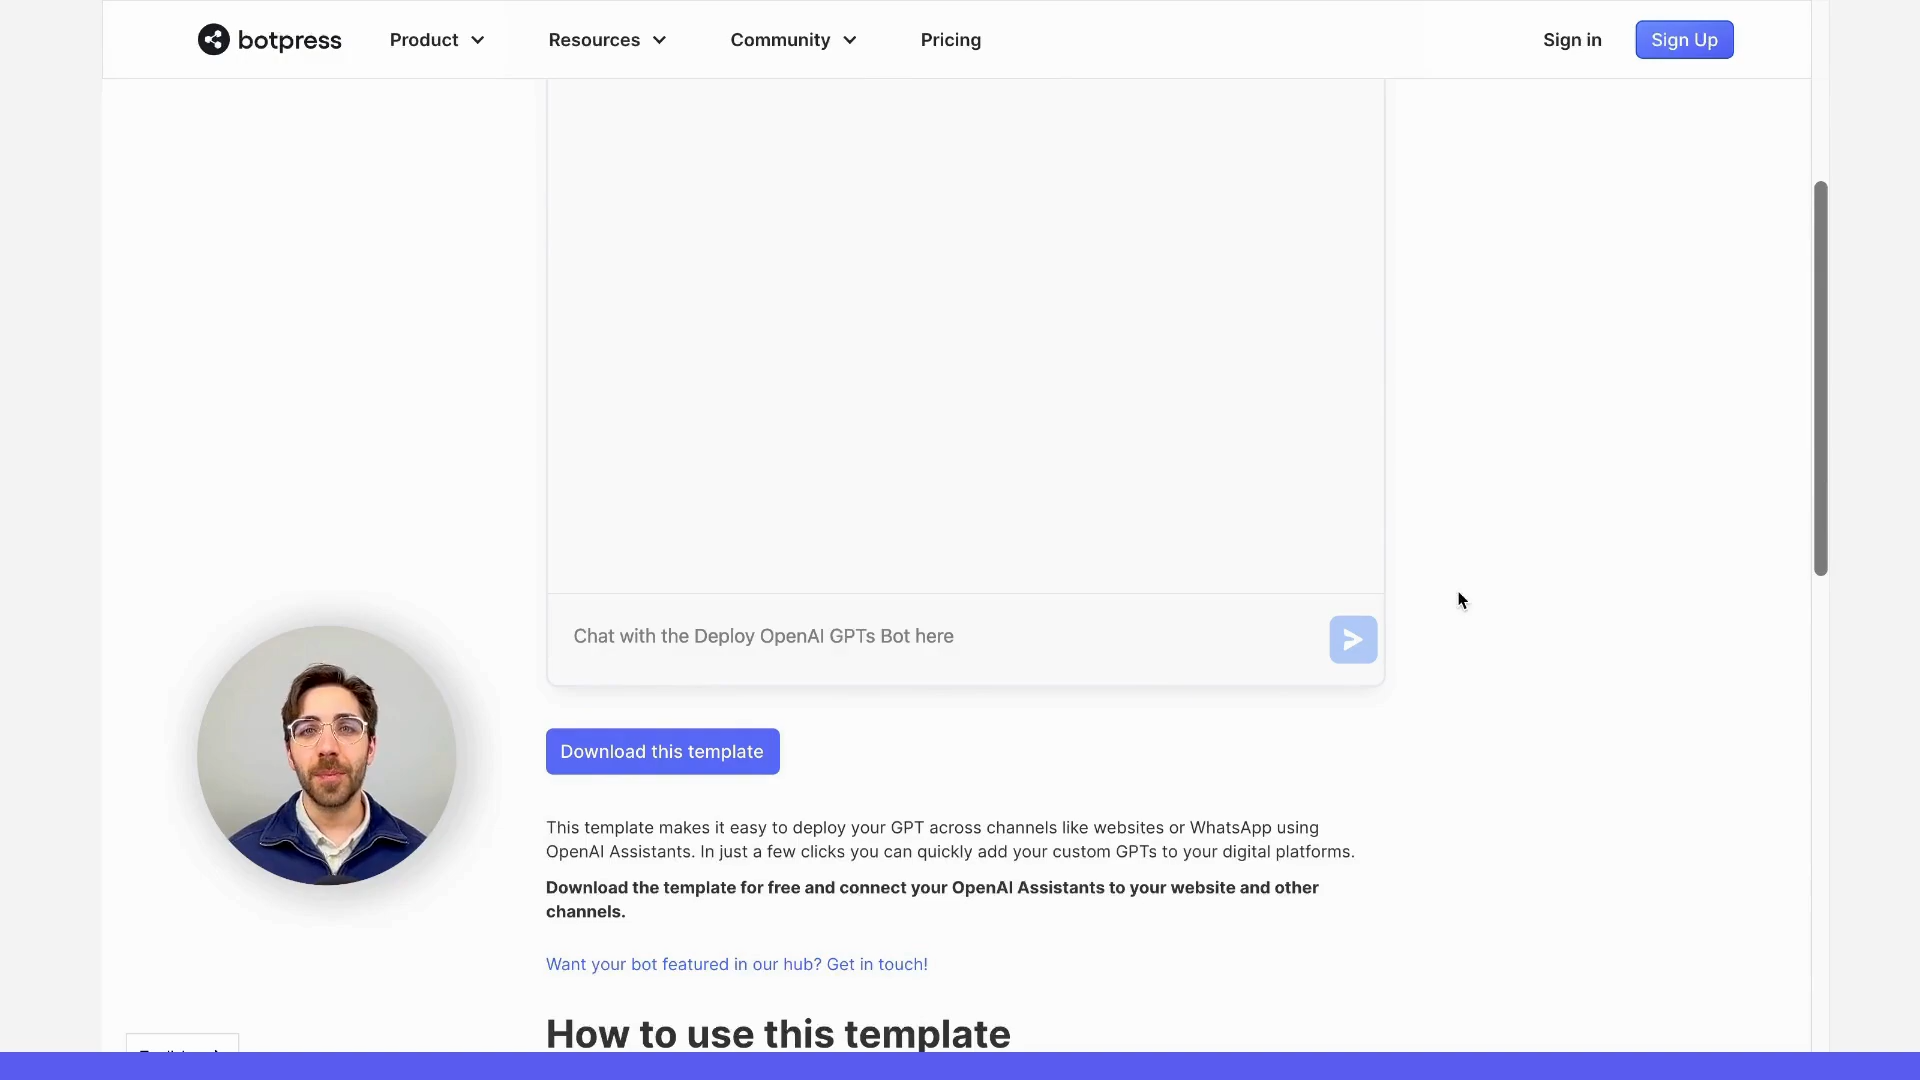 botpress
Product
Resources
Community
Pricing
Sign in
Sign Up
Chat with the Deploy OpenAI GPTs Bot here
Download this template
This template makes it easy to deploy your GPT across channels like websites or WhatsApp using
OpenAI Assistants. In just a few clicks you can quickly add your custom GPTs to your digital platforms.
Download the template for free and connect your OpenAI Assistants to your website and other
channels.
Want your bot featured in our hub? Get in touch!
How to use this template